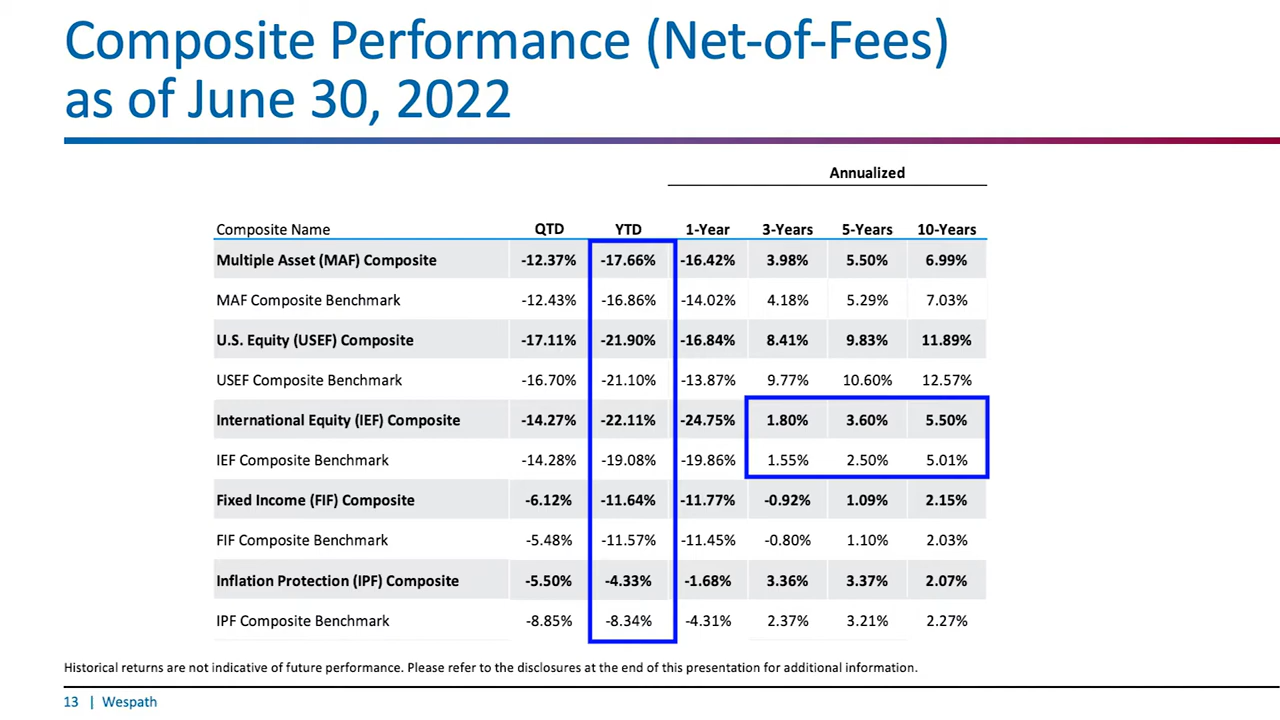 Composite Performance (Net-of-Fees)
as of June 30, 2022
Annualized
Composite Name QTD YTD 1-Year 3-Years 5-Years 10-Years
Multiple Asset (MAF) Composite -12.37% -17.66% -16.42% 3.98% 5.50% 6.99%
MAF Composite Benchmark -12.43% -16.86% -14.02% 4.18% 5.29% 7.03%
U.S. Equity (USEF) Composite -17.11% -21.90% -16.84% 8.41% 9.83% 11.89%
USEF Composite Benchmark -16.70% -21.10% -13.87% 9.77% 10.60% 12.57%
International Equity (IEF) Composite -14.27% -22.11% -24.75% 1.80% 3.60% 5.50%
IEF Composite Benchmark -14.28% -19.08% -19.86% 1.55% 2.50% 5.01%
Fixed Income (FIF) Composite -6.12% -11.64% -11.77% -0.92% 1.09% 2.15%
FIF Composite Benchmark -5.48% -11.57% -11.45% -0.80% 1.10% 2.03%
Inflation Protection (IPF) Composite -5.50% -4.33% -1.68% 3.36% 3.37% 2.07%
IPF Composite Benchmark -8.85% -8.34% -4.31% 2.37% 3.21% 2.27%
Historical returns are not indicative of future performance. Please refer to the disclosures at the end of this presentation for additional information.
13 | Wespath